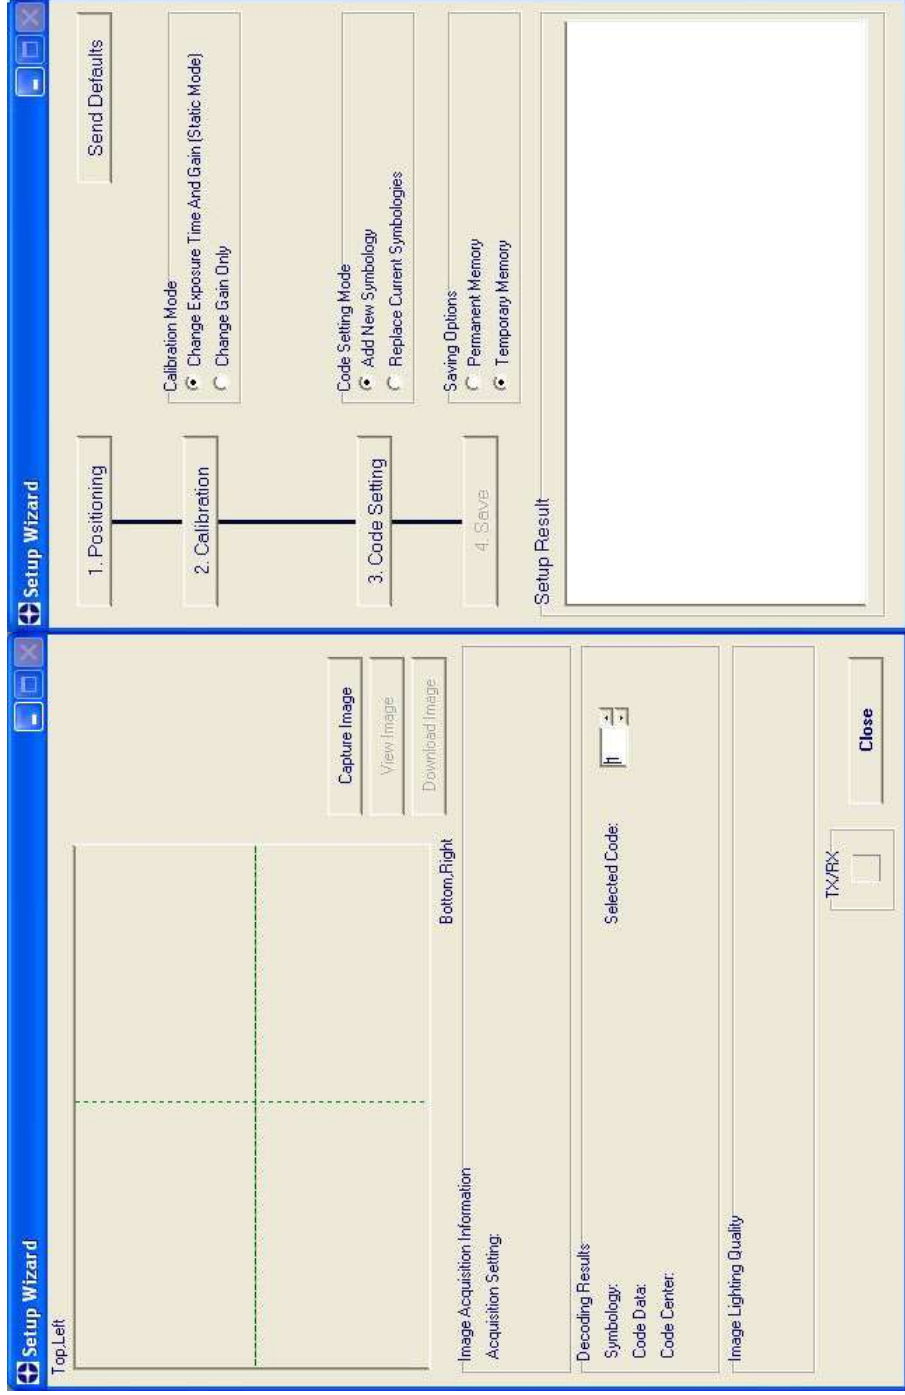 Setup Wizard
Top,Left
Capture Image
View Image
Download Image
Bottom,Right
Image Acquisition Information
Acquisition Setting:
Decoding Results
Symbology:
Selected Code:
1
Code Data:
Code Center:
Image Lighting Quality
TX/RX
Close
Setup Wizard
1. Positioning
Send Defaults
Calibration Mode
2. Calibration
Change Exposure Time And Gain (Static Mode)
Change Gain Only
Code Setting Mode
3. Code Setting
Add New Symbology
Replace Current Symbologies
Saving Options
4. Save
Permanent Memory
Temporary Memory
Setup Result